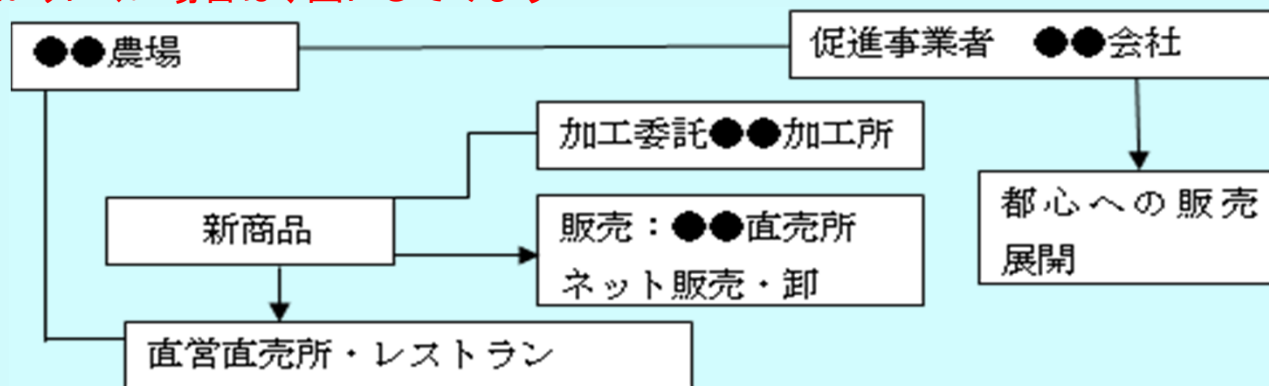 ●●農場
促進事業者　●●会社
加工委託●●加工所
都心への販売
展開
新商品
販売：●●直売所
ネット販売・卸
直営直売所・レストラン